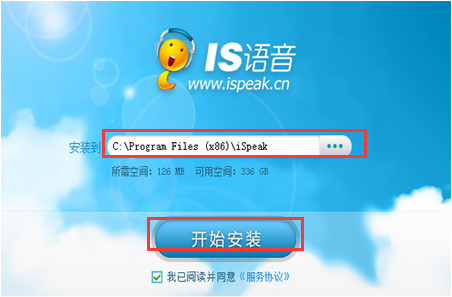 IS语音
www.ispeak.cn
安装到 C:\Program Files (x86)\iSpeak
所需空间: 126 MB 可用空间: 336 GB
开始安装
我已阅读并同意《服务协议》